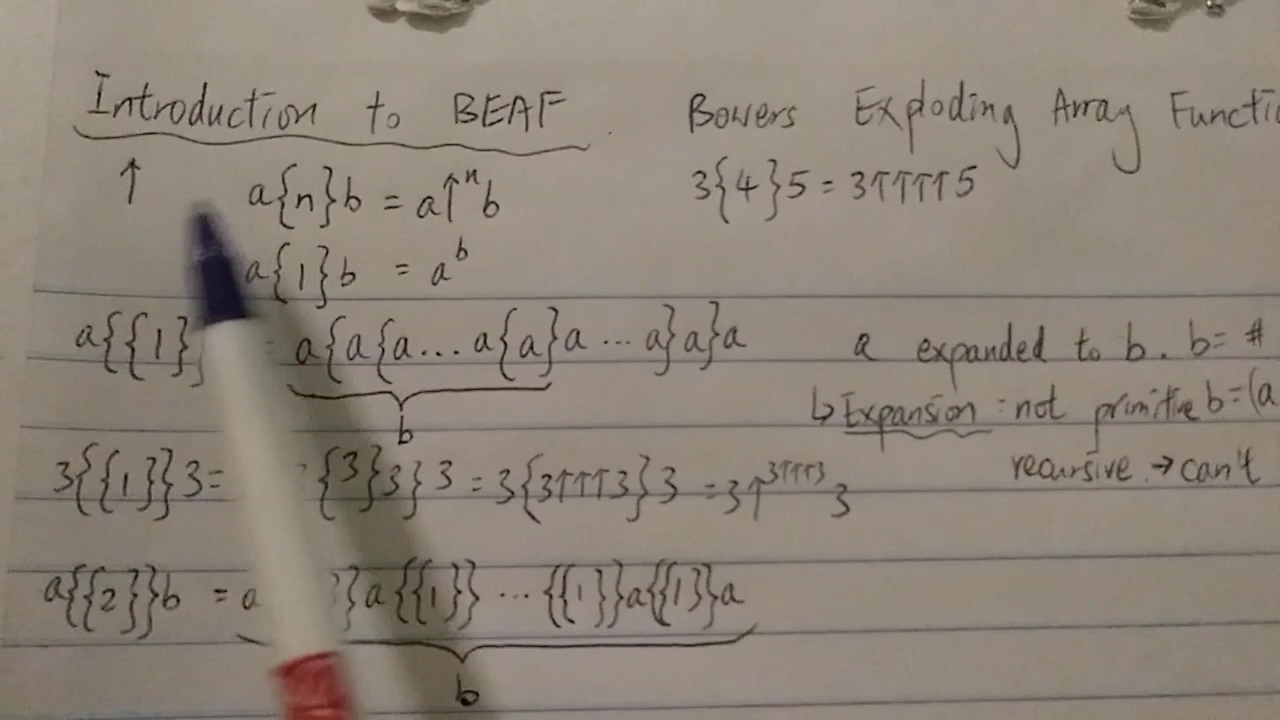 Introduction to BEAF
Bowers Exploding Array Functi
↑ a{n}b = a↑ⁿb
3{4}5 = 3↑↑↑↑5
a{1}b = aᵇ
a{{1} = a{a{a...a{a}a...a}a}a
b
a expanded to b. b= #
↳Expansion : not primitive b=(a
recursive → can't
3{{1}}3= {3}3}3 = 3{3↑↑↑3}3 = 3↑³↑↑↑³3
a{{2}}b = a }a{{1}}...{{1}}a{{1}}a
b